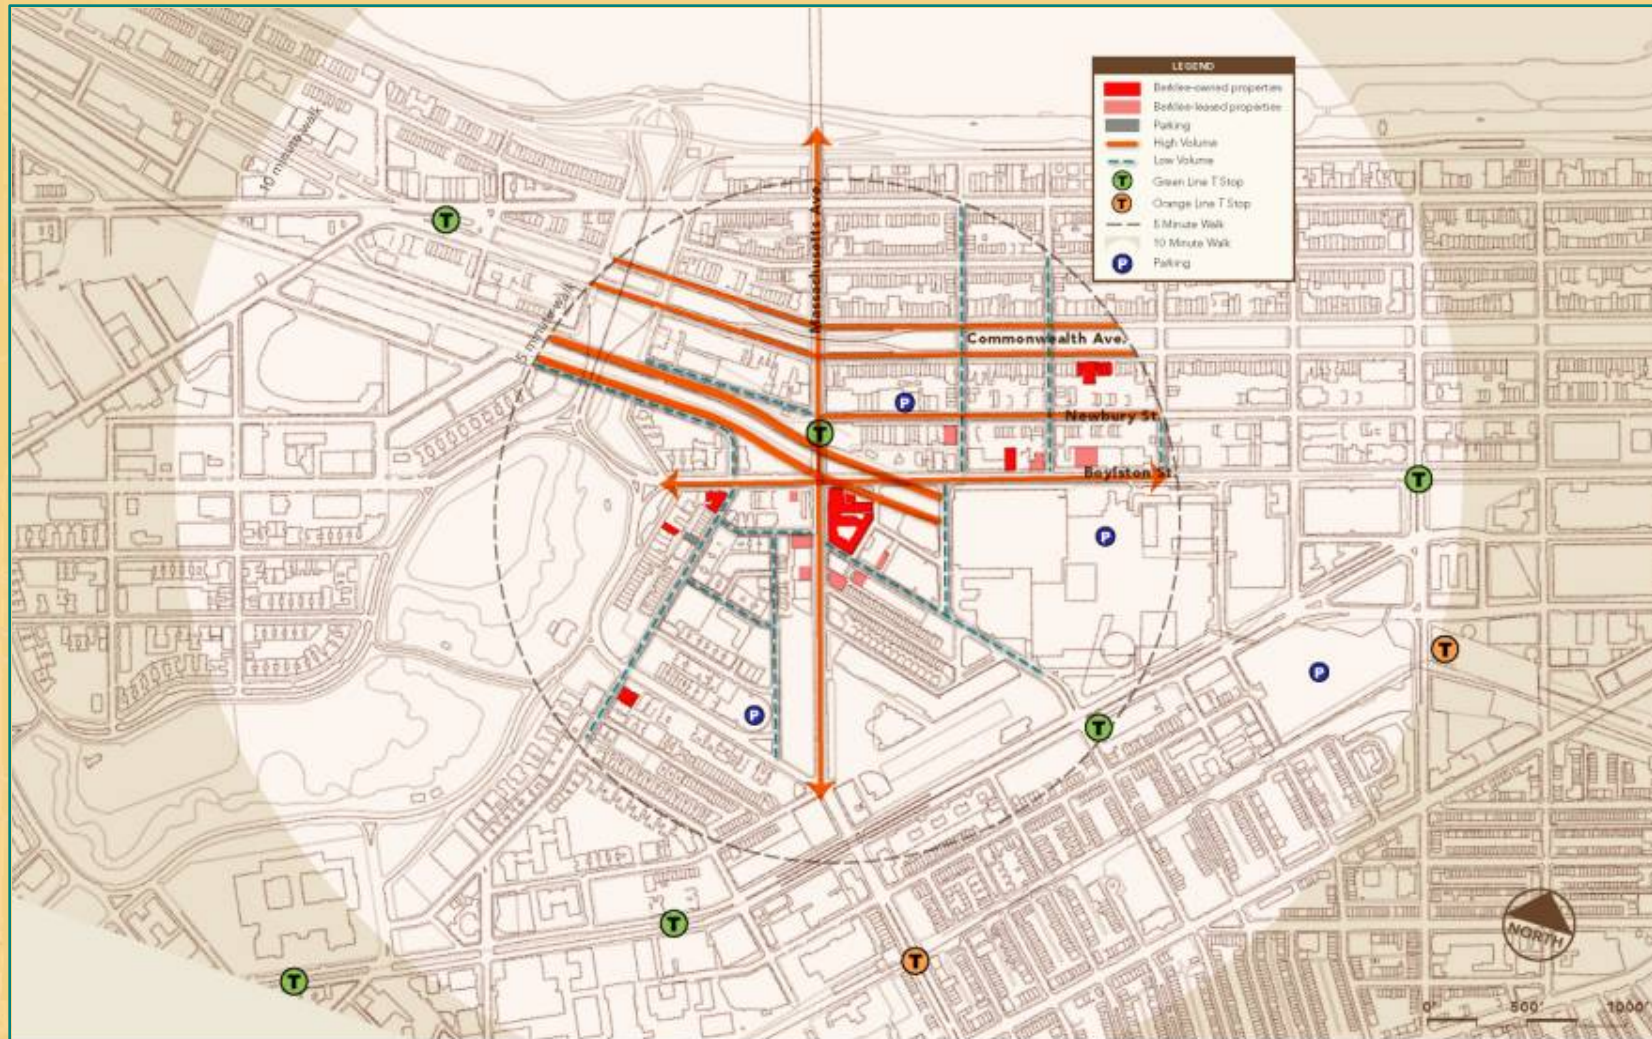 LEGEND
Berklee-owned properties
Berklee-leased properties
Parking
High Volume
Low Volume
T Green Line T Stop
T Orange Line T Stop
5 Minute Walk
10 Minute Walk
P Parking
10 minute walk
5 minute walk
Massachusetts Ave.
T
Commonwealth Ave.
P
Newbury St.
T
Boylston St.
T
P
T
P
P
T
T
T
T
NORTH
0' 500' 1000'